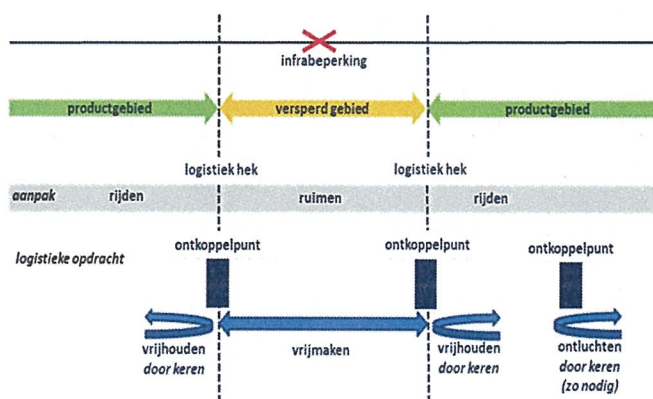 infrabeperking
productgebied versperd gebied productgebied
logistiek hek logistiek hek
aanpak rijden ruimen rijden
ontkoppelpunt ontkoppelpunt ontkoppelpunt
logistieke opdracht
vrijhouden vrijmaken vrijhouden ontluchten
door keren door keren door keren
(zo nodig)